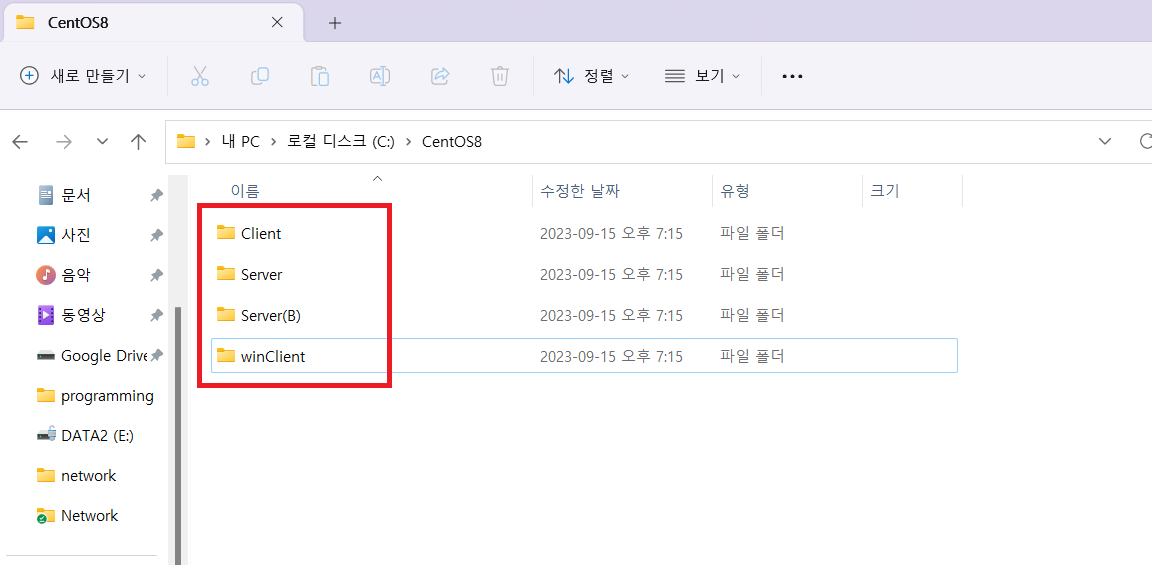 CentOS8
새로 만들기
정렬
보기
내 PC > 로컬 디스크 (C:) > CentOS8
문서
사진
음악
동영상
Google Drive
programming
DATA2 (E:)
network
Network
이름 수정한 날짜 유형 크기
Client 2023-09-15 오후 7:15 파일 폴더
Server 2023-09-15 오후 7:15 파일 폴더
Server(B) 2023-09-15 오후 7:15 파일 폴더
winClient 2023-09-15 오후 7:15 파일 폴더